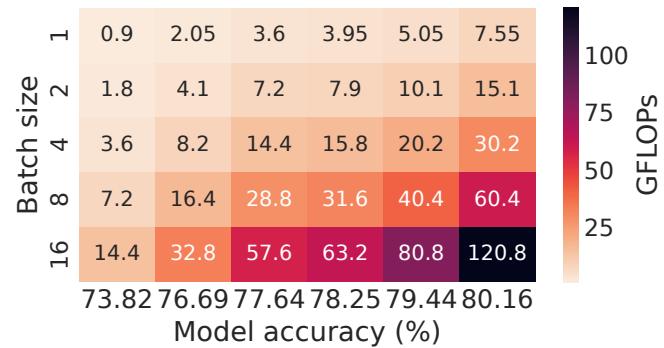 1 0.9 2.05 3.6 3.95 5.05 7.55
2 1.8 4.1 7.2 7.9 10.1 15.1
4 3.6 8.2 14.4 15.8 20.2 30.2
8 7.2 16.4 28.8 31.6 40.4 60.4
16 14.4 32.8 57.6 63.2 80.8 120.8
73.82 76.69 77.64 78.25 79.44 80.16
Model accuracy (%)
Batch size
100
75
50
25
GFLOPs